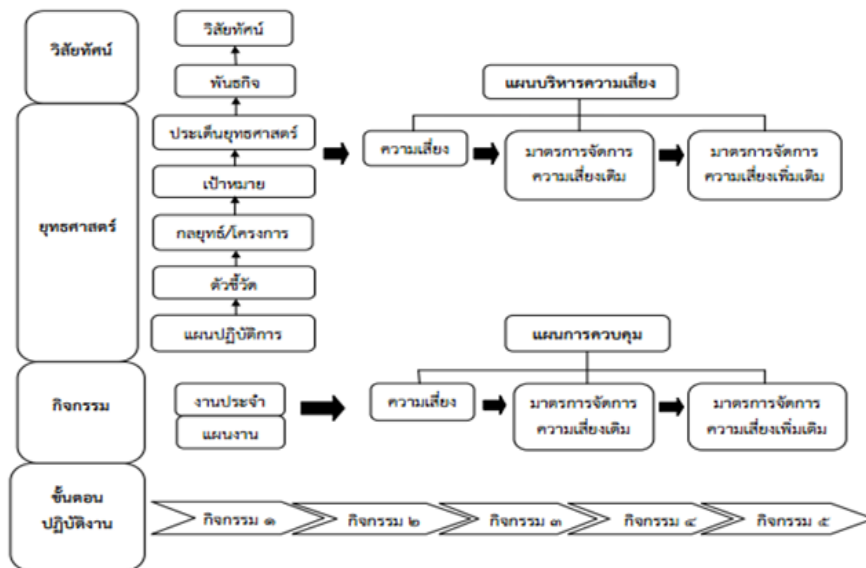 วิสัยทัศน์
วิสัยทัศน์
พันธกิจ
ยุทธศาสตร์
ประเด็นยุทธศาสตร์
เป้าหมาย
กลยุทธ์/โครงการ
ตัวชี้วัด
แผนปฏิบัติการ
แผนบริหารความเสี่ยง
ความเสี่ยง
มาตรการจัดการ
ความเสี่ยงเดิม
มาตรการจัดการ
ความเสี่ยงเพิ่มเติม
กิจกรรม
งานประจำ
แผนงาน
แผนการควบคุม
ความเสี่ยง
มาตรการจัดการ
ความเสี่ยงเดิม
มาตรการจัดการ
ความเสี่ยงเพิ่มเติม
ขั้นตอน
ปฏิบัติงาน
กิจกรรม ๑
กิจกรรม ๒
กิจกรรม ๓
กิจกรรม ๔
กิจกรรม ๕